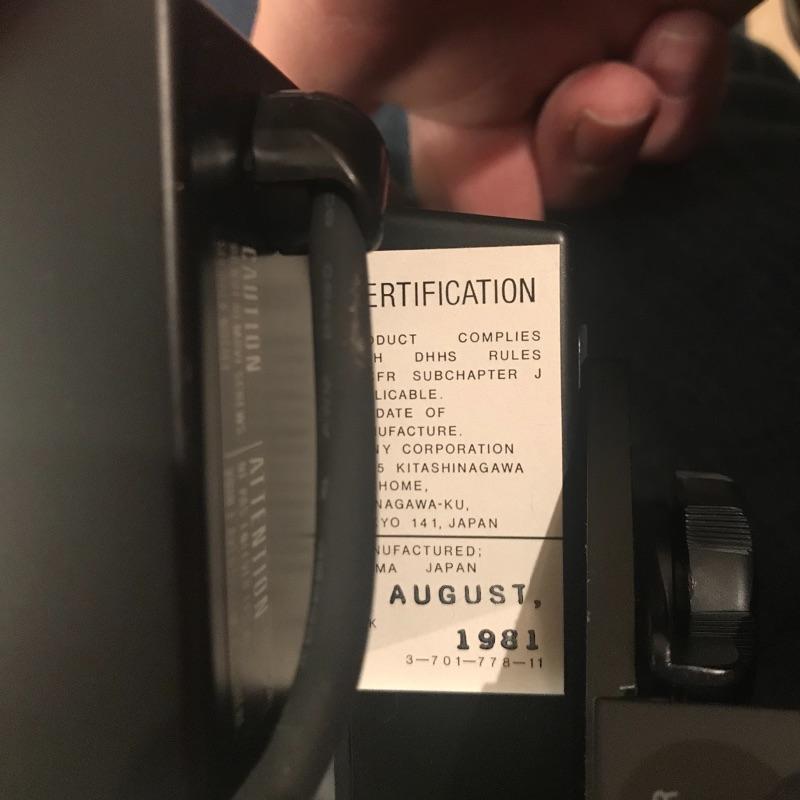 ERTIFICATION
ODUCT COMPLIES
H DHHS RULES
FR SUBCHAPTER J
LICABLE.
DATE OF
UFACTURE.
NY CORPORATION
5 KITASHINAGAWA
HOME,
NAGAWA-KU,
YO 141, JAPAN
NUFACTURED;
MA JAPAN
AUGUST,
K
1981
3-701-778-11
CAUTION
ATTENTION
R